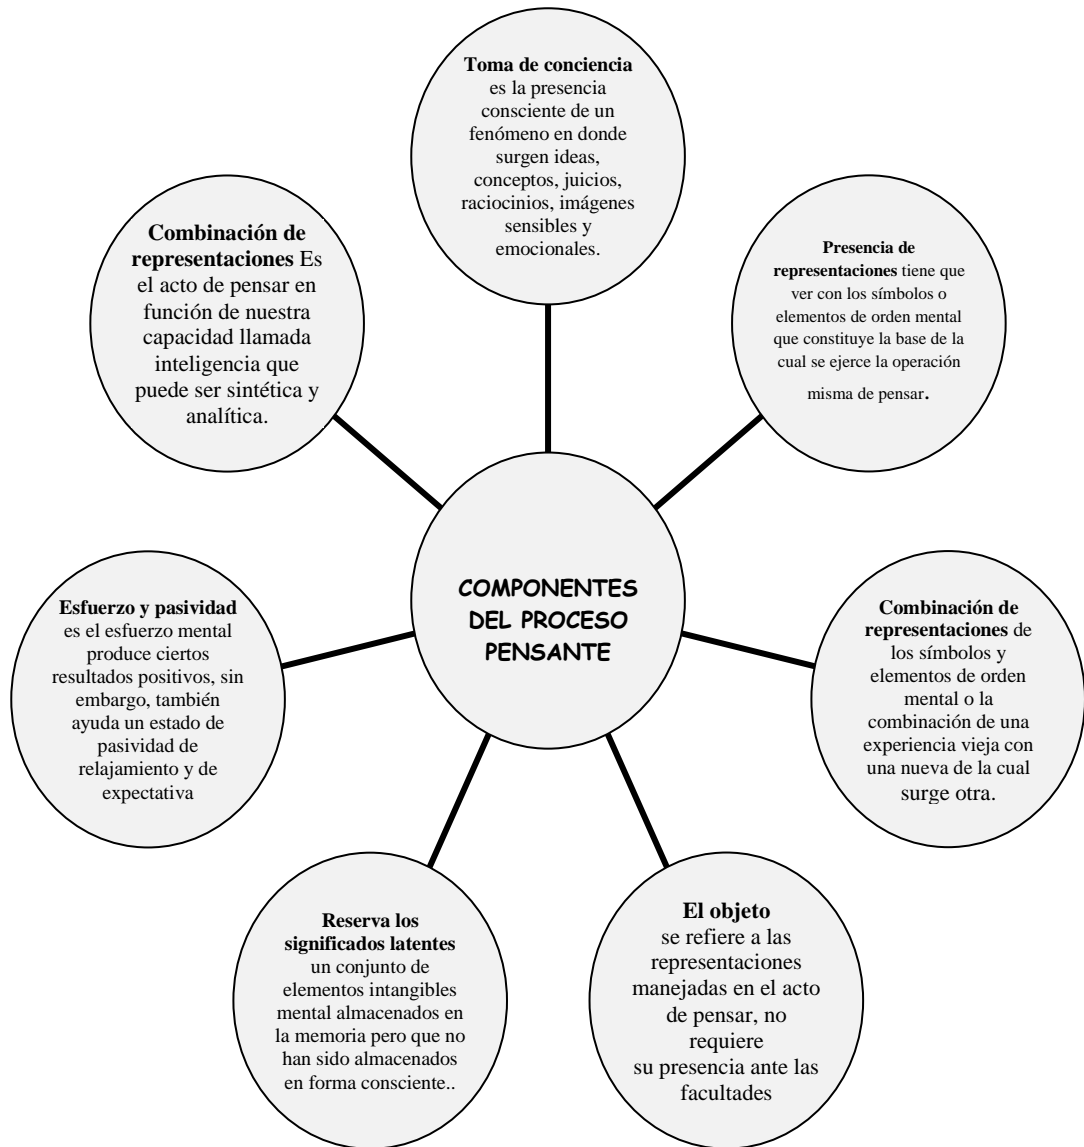 Toma de conciencia
es la presencia
consciente de un
fenómeno en donde
surgen ideas,
conceptos, juicios,
raciocinios, imágenes
sensibles y
emocionales.
Combinación de
representaciones Es
el acto de pensar en
función de nuestra
capacidad llamada
inteligencia que
puede ser sintética y
analítica.
Presencia de
representaciones tiene que
ver con los símbolos o
elementos de orden mental
que constituye la base de la
cual se ejerce la operación
misma de pensar.
COMPONENTES
DEL PROCESO
PENSANTE
Esfuerzo y pasividad
es el esfuerzo mental
produce ciertos
resultados positivos, sin
embargo, también
ayuda un estado de
pasividad de
relajamiento y de
expectativa
Combinación de
representaciones de
los símbolos y
elementos de orden
mental o la
combinación de una
experiencia vieja con
una nueva de la cual
surge otra.
Reserva los
significados latentes
un conjunto de
elementos intangibles
mental almacenados en
la memoria pero que no
han sido almacenados
en forma consciente..
El objeto
se refiere a las
representaciones
manejadas en el acto
de pensar, no
requiere
su presencia ante las
facultades